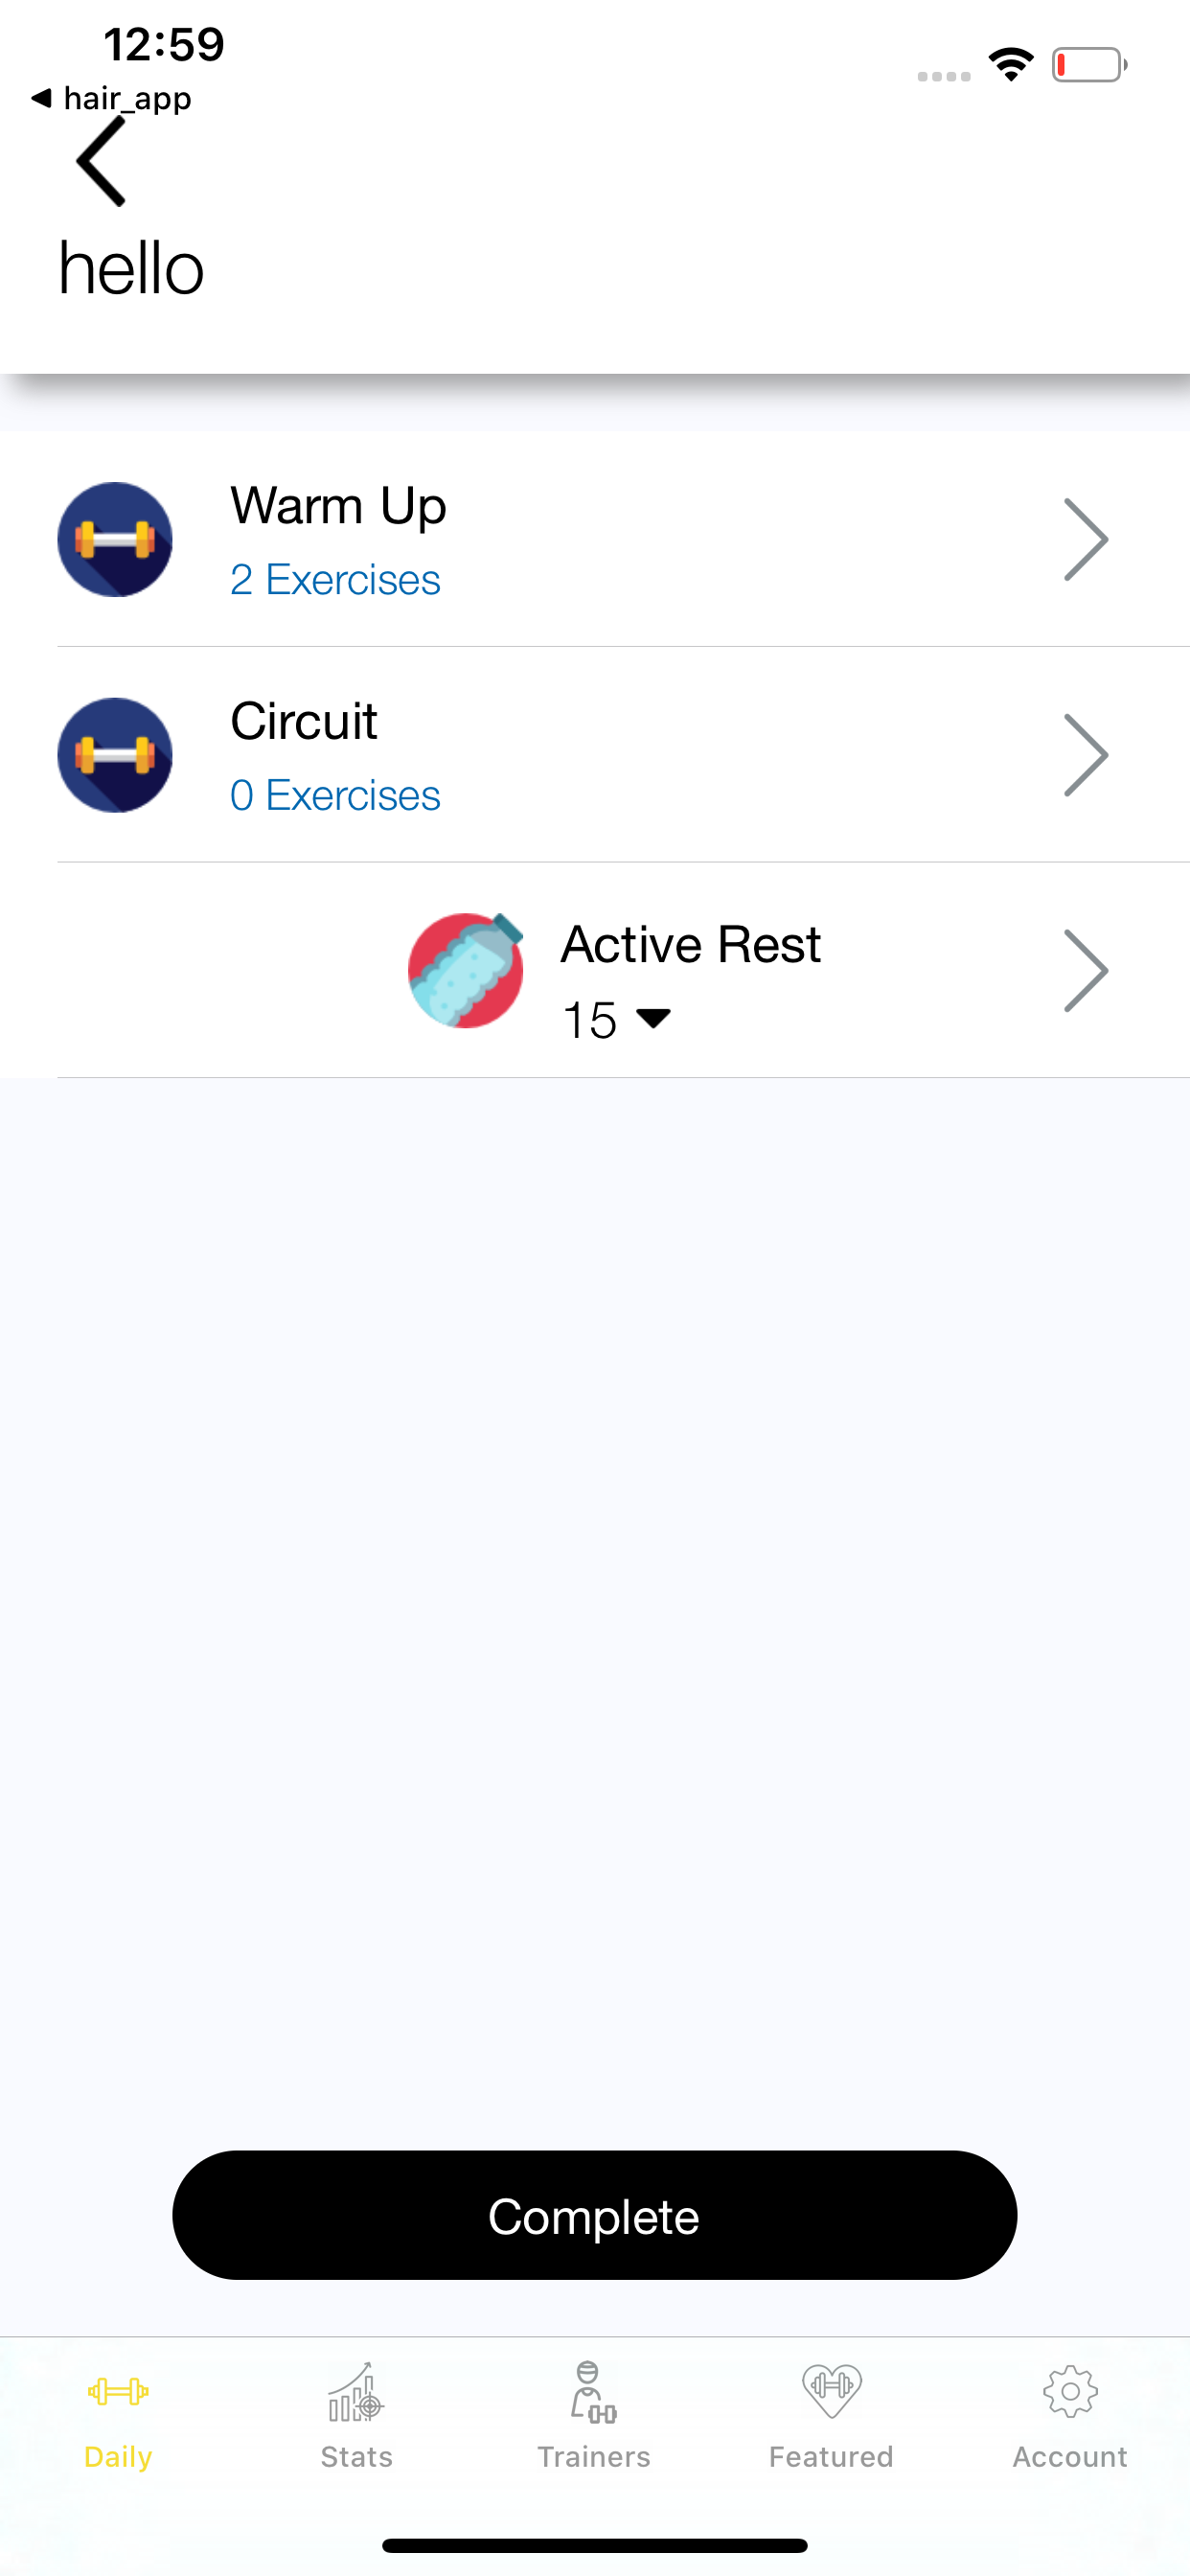 12:59
◀ hair_app
hello
Warm Up
2 Exercises
Circuit
0 Exercises
Active Rest
15
Complete
Daily Stats Trainers Featured Account